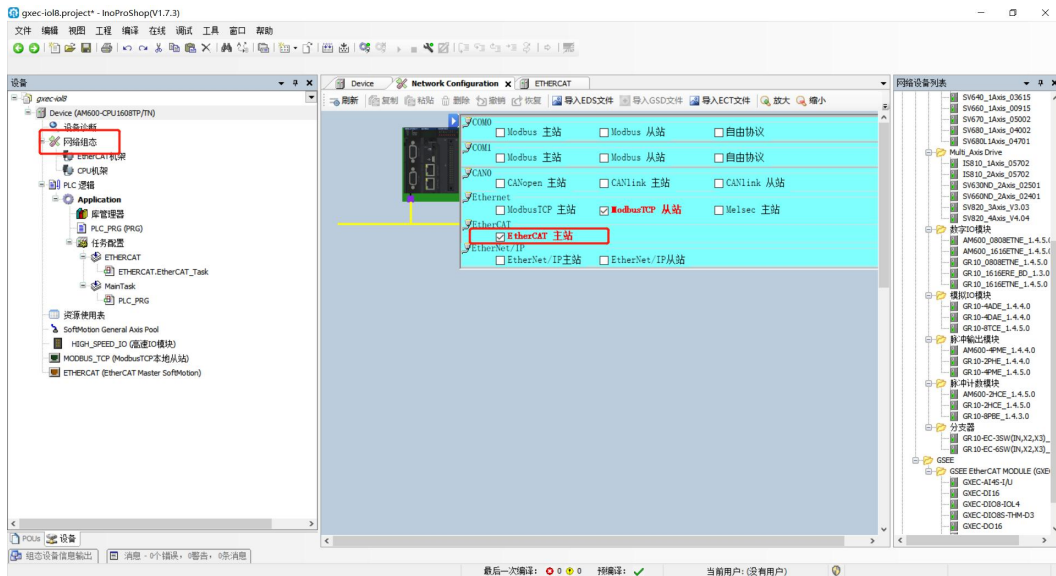 gxec-iol8.project* - InoProShop(V1.7.3)
文件 编辑 视图 工程 编译 在线 调试 工具 窗口 帮助
设备
gxec-iol8
Device (AM600-CPU1608TP/TN)
设备诊断
网络组态
EtherCAT机架
CPU机架
PLC 逻辑
Application
库管理器
PLC_PRG (PRG)
任务配置
ETHERCAT
ETHERCAT.EtherCAT_Task
MainTask
PLC_PRG
资源使用表
SoftMotion General Axis Pool
HIGH_SPEED_IO (高速IO模块)
MODBUS_TCP (ModbusTCP本地从站)
ETHERCAT (EtherCAT Master SoftMotion)
POUs 设备
Device Network Configuration ETHERCAT
刷新 复制 粘贴 删除 撤销 恢复 导入EDS文件 导入GSD文件 导入ECT文件 放大 缩小
COM0
Modbus 主站 Modbus 从站 自由协议
COM1
Modbus 主站 Modbus 从站 自由协议
CAN0
CANopen 主站 CANlink 主站 CANlink 从站
Ethernet
ModbusTCP 主站 ModbusTCP 从站 Melsec 主站
EtherCAT
EtherCAT 主站
EtherNet/IP
EtherNet/IP主站 EtherNet/IP从站
网络设备列表
SV640_1Axis_03615
SV660_1Axis_00915
SV670_1Axis_05002
SV680_1Axis_04002
SV680L1Axis_04701
Multi_Axis Drive
IS810_1Axis_05702
IS810_2Axis_05702
SV630ND_2Axis_02501
SV660ND_2Axis_02401
SV820_3Axis_V3.03
SV820_4Axis_V4.04
数字IO模块
AM600_0808ETNE_1.4.5.0
AM600_1616ETNE_1.4.5.0
GR10_0808ETNE_1.4.5.0
GR10_1616ERE_BD_1.3.0
GR10_1616ETNE_1.4.5.0
模拟IO模块
GR10-4ADE_1.4.4.0
GR10-4DAE_1.4.4.0
GR10-8TCE_1.4.5.0
脉冲输出模块
AM600-4PME_1.4.4.0
GR10-2PHE_1.4.4.0
GR10-4PME_1.4.5.0
脉冲计数模块
AM600-2HCE_1.4.5.0
GR10-2HCE_1.4.5.0
GR10-8PBE_1.4.3.0
分支器
GR10-EC-3SW(IN,X2,X3)_
GR10-EC-6SW(IN,X2,X3)_
GSEE
GSEE EtherCAT MODULE (GXE
GXEC-AI4S-I/U
GXEC-DI16
GXEC-DIO8-IOL4
GXEC-DIO8S-THM-D3
GXEC-DO16
组态设备信息输出 消息 - 0个错误, 0警告, 0条消息
最后一次编译: 0 0 预编译: 当前用户: (没有用户)